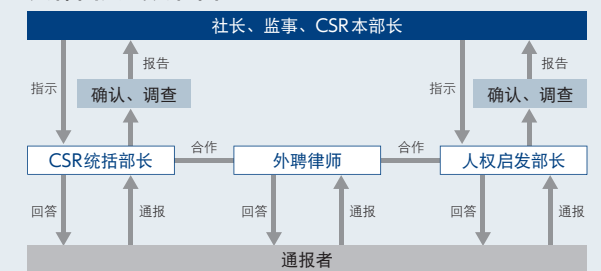 社长、监事、CSR本部长
指示
报告
指示
报告
确认、调查
确认、调查
CSR统括部长
合作
外聘律师
合作
人权启发部长
回答
通报
回答
通报
回答
通报
通报者